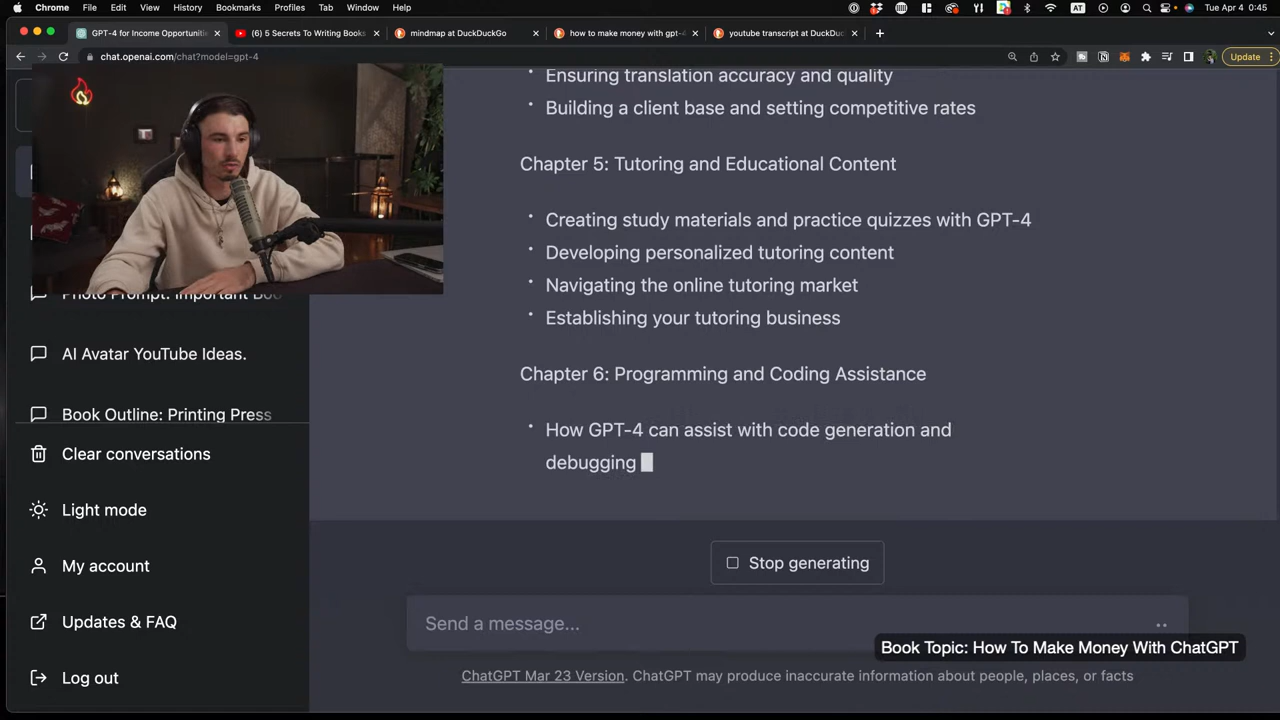 Chrome File Edit View History Bookmarks Profiles Tab Window Help
AT
Tue Apr 4 0:45
GPT-4 for Income Opportunitie
(6) 5 Secrets To Writing Books
mindmap at DuckDuckGo
how to make money with gpt-4
youtube transcript at DuckDuc
chat.openai.com/chat?model=gpt-4
Update
Ensuring translation accuracy and quality
Building a client base and setting competitive rates
Chapter 5: Tutoring and Educational Content
Creating study materials and practice quizzes with GPT-4
Developing personalized tutoring content
Navigating the online tutoring market
Establishing your tutoring business
Chapter 6: Programming and Coding Assistance
How GPT-4 can assist with code generation and
debugging
Photo Prompt: Important Boo
AI Avatar YouTube Ideas.
Book Outline: Printing Press
Clear conversations
Light mode
My account
Updates & FAQ
Log out
Stop generating
Send a message...
Book Topic: How To Make Money With ChatGPT
ChatGPT Mar 23 Version. ChatGPT may produce inaccurate information about people, places, or facts